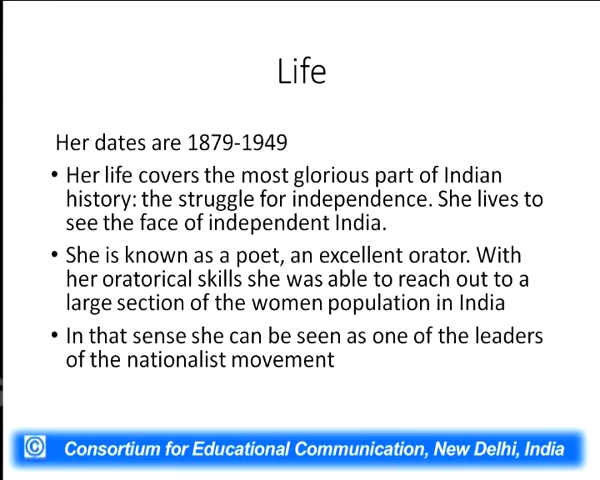 Life
Her dates are 1879-1949
• Her life covers the most glorious part of Indian
history: the struggle for independence. She lives to
see the face of independent India.
• She is known as a poet, an excellent orator. With
her oratorical skills she was able to reach out to a
large section of the women population in India
• In that sense she can be seen as one of the leaders
of the nationalist movement
© Consortium for Educational Communication, New Delhi, India